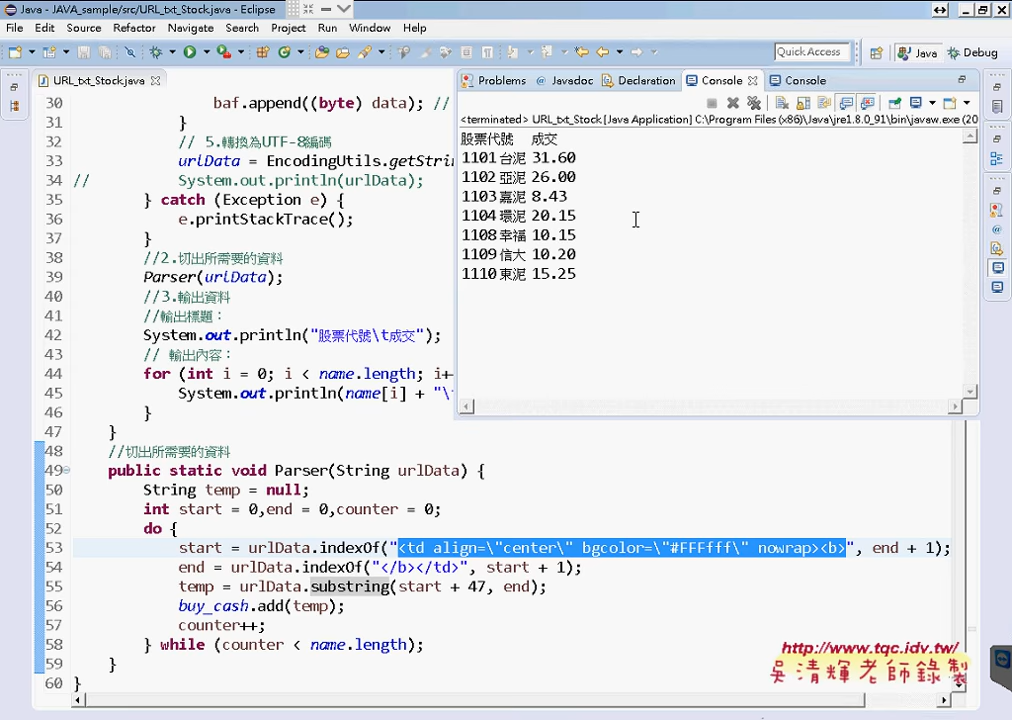 Java - JAVA_sample/src/URL_txt_Stock.java - Eclipse
File Edit Source Refactor Navigate Search Project Run Window Help
Quick Access Java Debug
URL_txt_Stock.java
Problems @ Javadoc Declaration Console Console
<terminated> URL_txt_Stock [Java Application] C:\Program Files (x86)\Java\jre1.8.0_91\bin\javaw.exe (20
股票代號 成交
1101 台泥 31.60
1102 亞泥 26.00
1103 嘉泥 8.43
1104 環泥 20.15
1108 幸福 10.15
1109 信大 10.20
1110 東泥 15.25
30 baf.append((byte) data); //
31 }
32 // 5.轉換為UTF-8編碼
33 urlData = EncodingUtils.getStrin
34 // System.out.println(urlData);
35 } catch (Exception e) {
36 e.printStackTrace();
37 }
38 //2.切出所需要的資料
39 Parser(urlData);
40 //3.輸出資料
41 //輸出標題：
42 System.out.println("股票代號\t成交");
43 // 輸出內容：
44 for (int i = 0; i < name.length; i+
45 System.out.println(name[i] + "\
46 }
47 }
48 //切出所需要的資料
49 public static void Parser(String urlData) {
50 String temp = null;
51 int start = 0,end = 0,counter = 0;
52 do {
53 start = urlData.indexOf("<td align=\"center\" bgcolor=\"#FFFfff\" nowrap><b>", end + 1);
54 end = urlData.indexOf("</b></td>", start + 1);
55 temp = urlData.substring(start + 47, end);
56 buy_cash.add(temp);
57 counter++;
58 } while (counter < name.length);
59 }
60 }
http://www.tqc.idv.tw/
吳清輝老師錄製